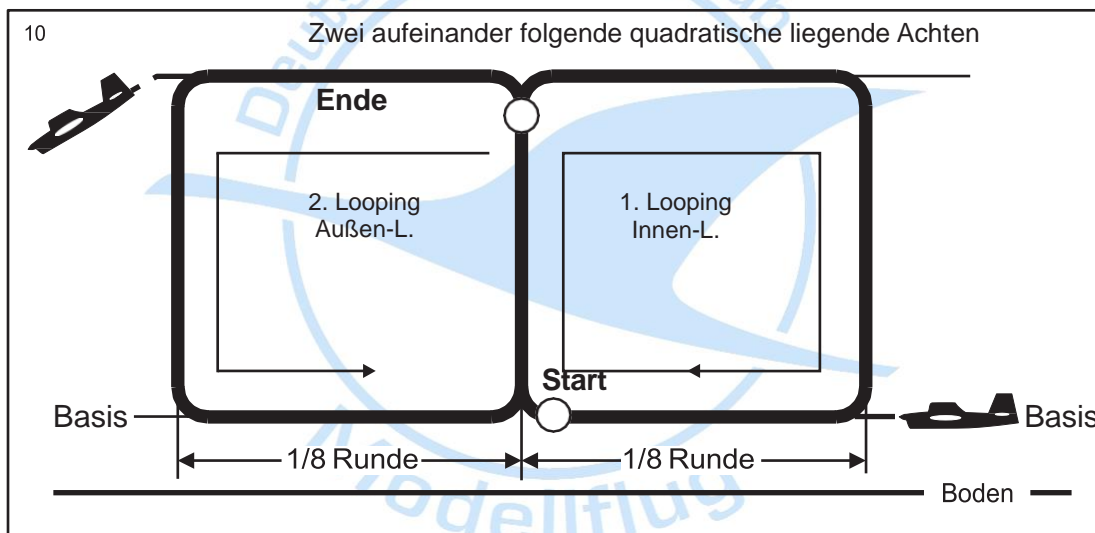 10
Zwei aufeinander folgende quadratische liegende Achten
Ende
2. Looping
Außen-L.
1. Looping
Innen-L.
Start
Basis
Basis
1/8 Runde
1/8 Runde
Boden
Modellflug